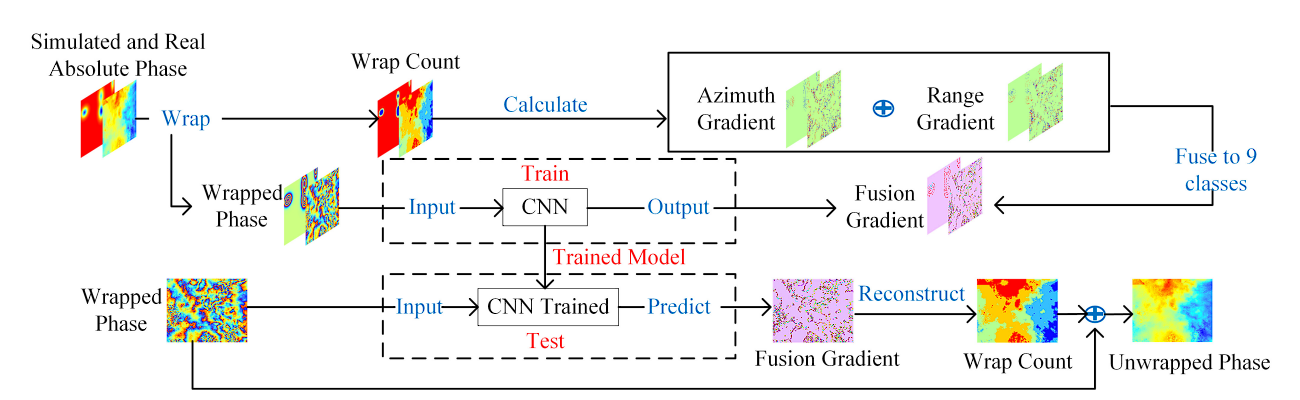 Simulated and Real
Absolute Phase
Wrap
Wrap Count
Calculate
Azimuth
Gradient
Range
Gradient
Fuse to 9
classes
Wrapped
Phase
Train
Input
CNN
Output
Fusion
Gradient
Trained Model
Wrapped
Phase
Input
CNN Trained
Predict
Test
Fusion Gradient
Reconstruct
Wrap Count
Unwrapped Phase